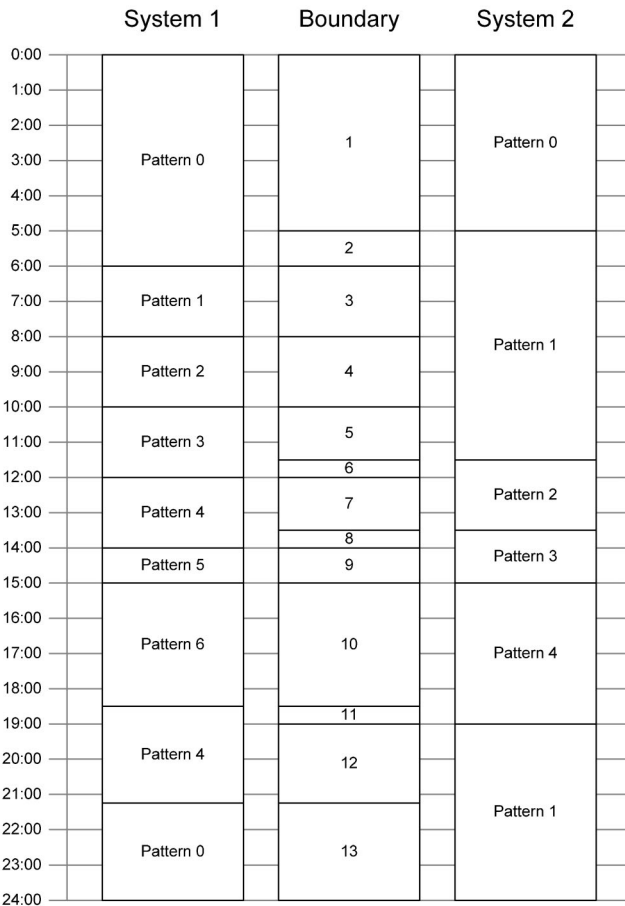 System 1 Boundary System 2
0:00
1:00
2:00
1 Pattern 0
3:00 Pattern 0
4:00
5:00
2
6:00
7:00 Pattern 1 3
8:00
Pattern 1
9:00 Pattern 2 4
10:00
5
11:00 Pattern 3
6
12:00
Pattern 2
7
13:00 Pattern 4
8
14:00
Pattern 3
Pattern 5 9
15:00
16:00
Pattern 6 10
17:00 Pattern 4
18:00
11
19:00
Pattern 4
20:00 12
21:00
Pattern 1
22:00
Pattern 0 13
23:00
24:00